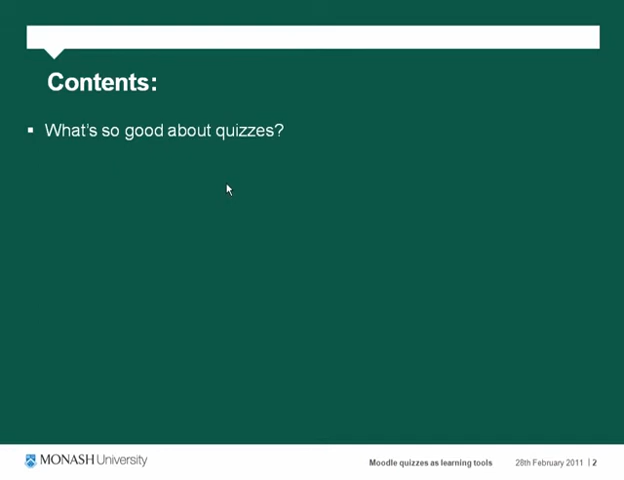 Contents:
▪ What's so good about quizzes?
MONASH University
Moodle quizzes as learning tools 28th February 2011 | 2